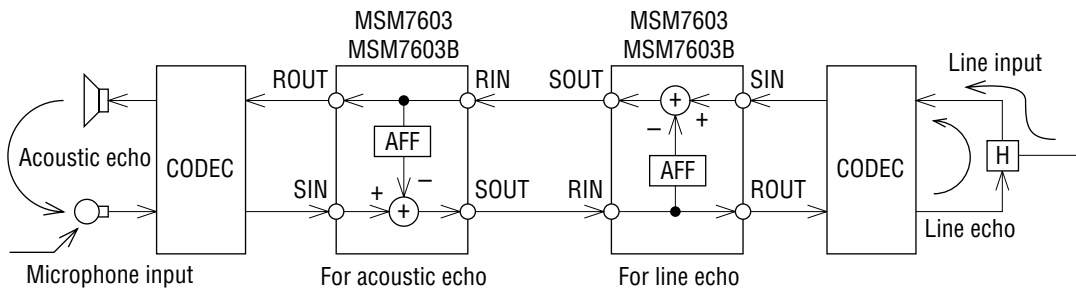 MSM7603
MSM7603B
MSM7603
MSM7603B
ROUT
RIN
SOUT
SIN
Line input
+
− +
AFF
Acoustic echo
CODEC
−
AFF
CODEC
H
SIN
+
+
SOUT
RIN
ROUT
Line echo
Microphone input
For acoustic echo
For line echo